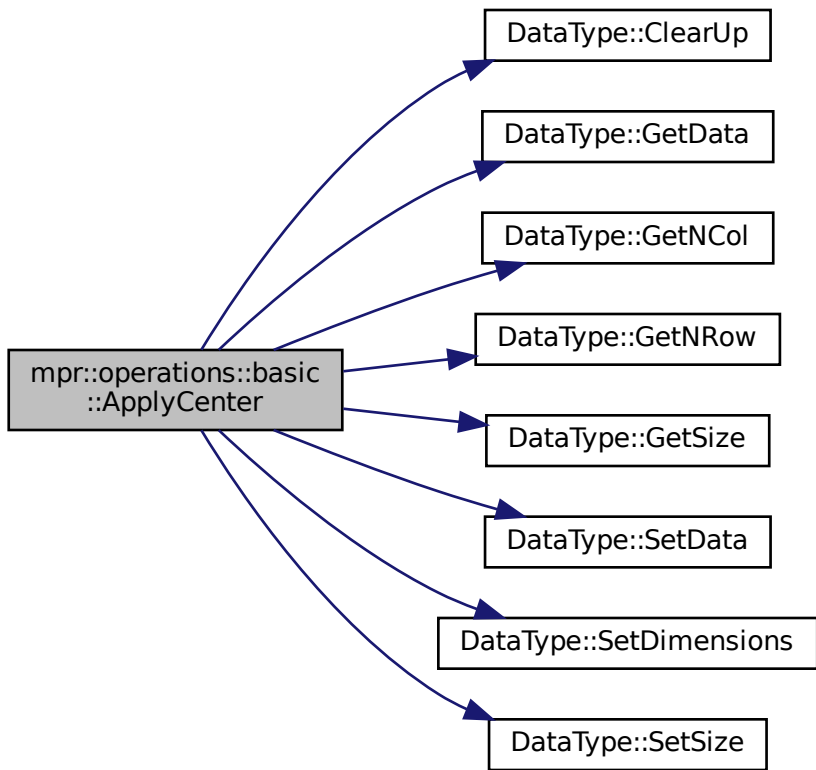 DataType::ClearUp
DataType::GetData
DataType::GetNCol
DataType::GetNRow
mpr::operations::basic
::ApplyCenter
DataType::GetSize
DataType::SetData
DataType::SetDimensions
DataType::SetSize